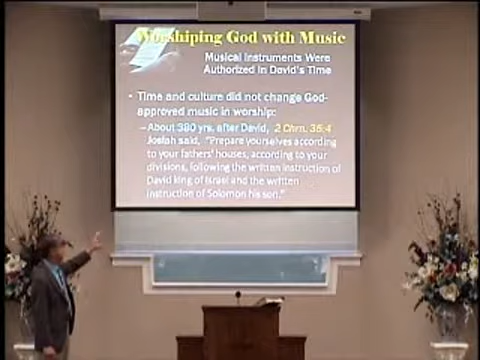 Worshiping God with Music
Musical Instruments Were
Authorized In David's Time
• Time and culture did not change God-
approved music in worship:
–About 380 yrs. after David, 2 Chrn. 35:4
Josiah said, "Prepare yourselves according
to your fathers' houses, according to your
divisions, following the written instruction of
David king of Israel and the written
instruction of Solomon his son."